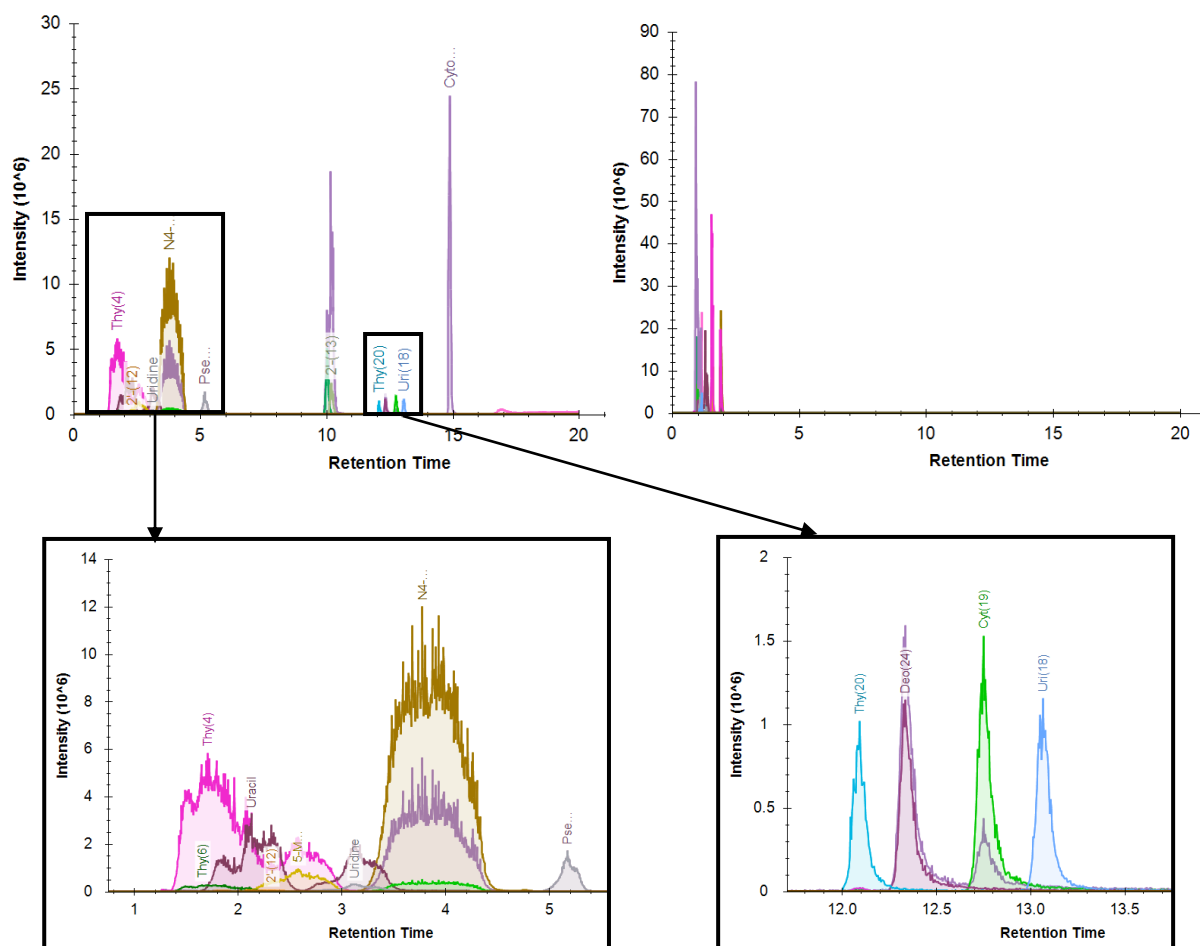 30
25
20
15
10
5
0
Intensity (10^6)
Thy(4)
2'-(12)
Uridine
N4-...
Pse...
2'-(13)
Thy(20)
Uri(18)
Cyto...
0 5 10 15 20
Retention Time
90
80
70
60
50
40
30
20
10
0
Intensity (10^6)
0 5 10 15 20
Retention Time
14
12
10
8
6
4
2
0
Intensity (10^6)
Thy(4)
Thy(6)
Uracil
2'-(12)
5-M...
Uridine
N4-...
Pse...
1 2 3 4 5
Retention Time
2
1.5
1
0.5
0
Intensity (10^6)
Thy(20)
Deo(24)
Cyt(19)
Uri(18)
12.0 12.5 13.0 13.5
Retention Time